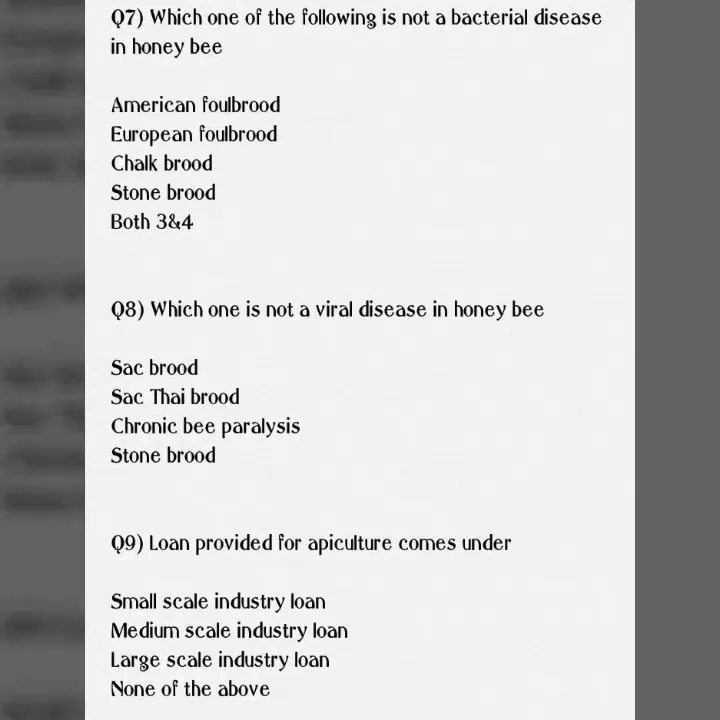 Q7) Which one of the following is not a bacterial disease
in honey bee
American foulbrood
European foulbrood
Chalk brood
Stone brood
Both 3&4
Q8) Which one is not a viral disease in honey bee
Sac brood
Sac Thai brood
Chronic bee paralysis
Stone brood
Q9) Loan provided for apiculture comes under
Small scale industry loan
Medium scale industry loan
Large scale industry loan
None of the above